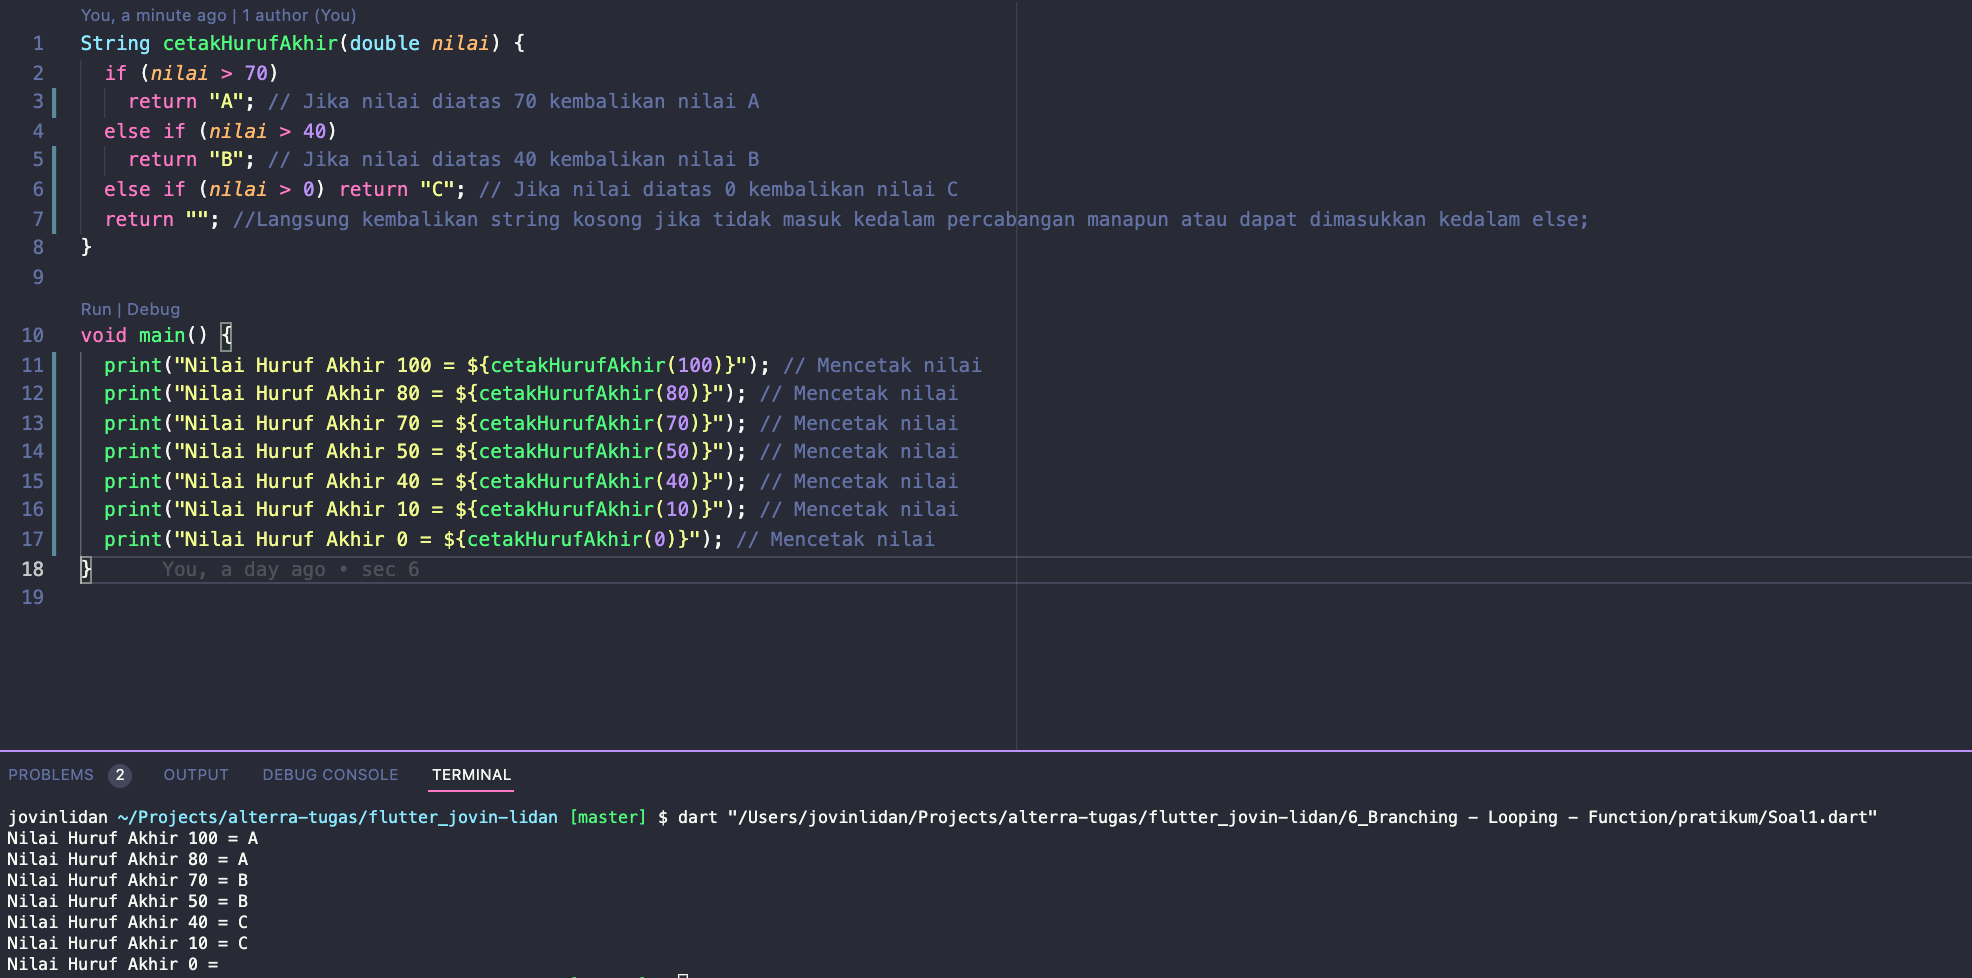 You, a minute ago | 1 author (You)
1 String cetakHurufAkhir(double nilai) {
2 if (nilai > 70)
3 return "A"; // Jika nilai diatas 70 kembalikan nilai A
4 else if (nilai > 40)
5 return "B"; // Jika nilai diatas 40 kembalikan nilai B
6 else if (nilai > 0) return "C"; // Jika nilai diatas 0 kembalikan nilai C
7 return ""; //Langsung kembalikan string kosong jika tidak masuk kedalam percabangan manapun atau dapat dimasukkan kedalam else;
8 }
9
Run | Debug
10 void main() {
11 print("Nilai Huruf Akhir 100 = ${cetakHurufAkhir(100)}"); // Mencetak nilai
12 print("Nilai Huruf Akhir 80 = ${cetakHurufAkhir(80)}"); // Mencetak nilai
13 print("Nilai Huruf Akhir 70 = ${cetakHurufAkhir(70)}"); // Mencetak nilai
14 print("Nilai Huruf Akhir 50 = ${cetakHurufAkhir(50)}"); // Mencetak nilai
15 print("Nilai Huruf Akhir 40 = ${cetakHurufAkhir(40)}"); // Mencetak nilai
16 print("Nilai Huruf Akhir 10 = ${cetakHurufAkhir(10)}"); // Mencetak nilai
17 print("Nilai Huruf Akhir 0 = ${cetakHurufAkhir(0)}"); // Mencetak nilai
18 } You, a day ago • sec 6
19
PROBLEMS 2 OUTPUT DEBUG CONSOLE TERMINAL
jovinlidan ~/Projects/alterra-tugas/flutter_jovin-lidan [master] $ dart "/Users/jovinlidan/Projects/alterra-tugas/flutter_jovin-lidan/6_Branching - Looping - Function/pratikum/Soal1.dart"
Nilai Huruf Akhir 100 = A
Nilai Huruf Akhir 80 = A
Nilai Huruf Akhir 70 = B
Nilai Huruf Akhir 50 = B
Nilai Huruf Akhir 40 = C
Nilai Huruf Akhir 10 = C
Nilai Huruf Akhir 0 =